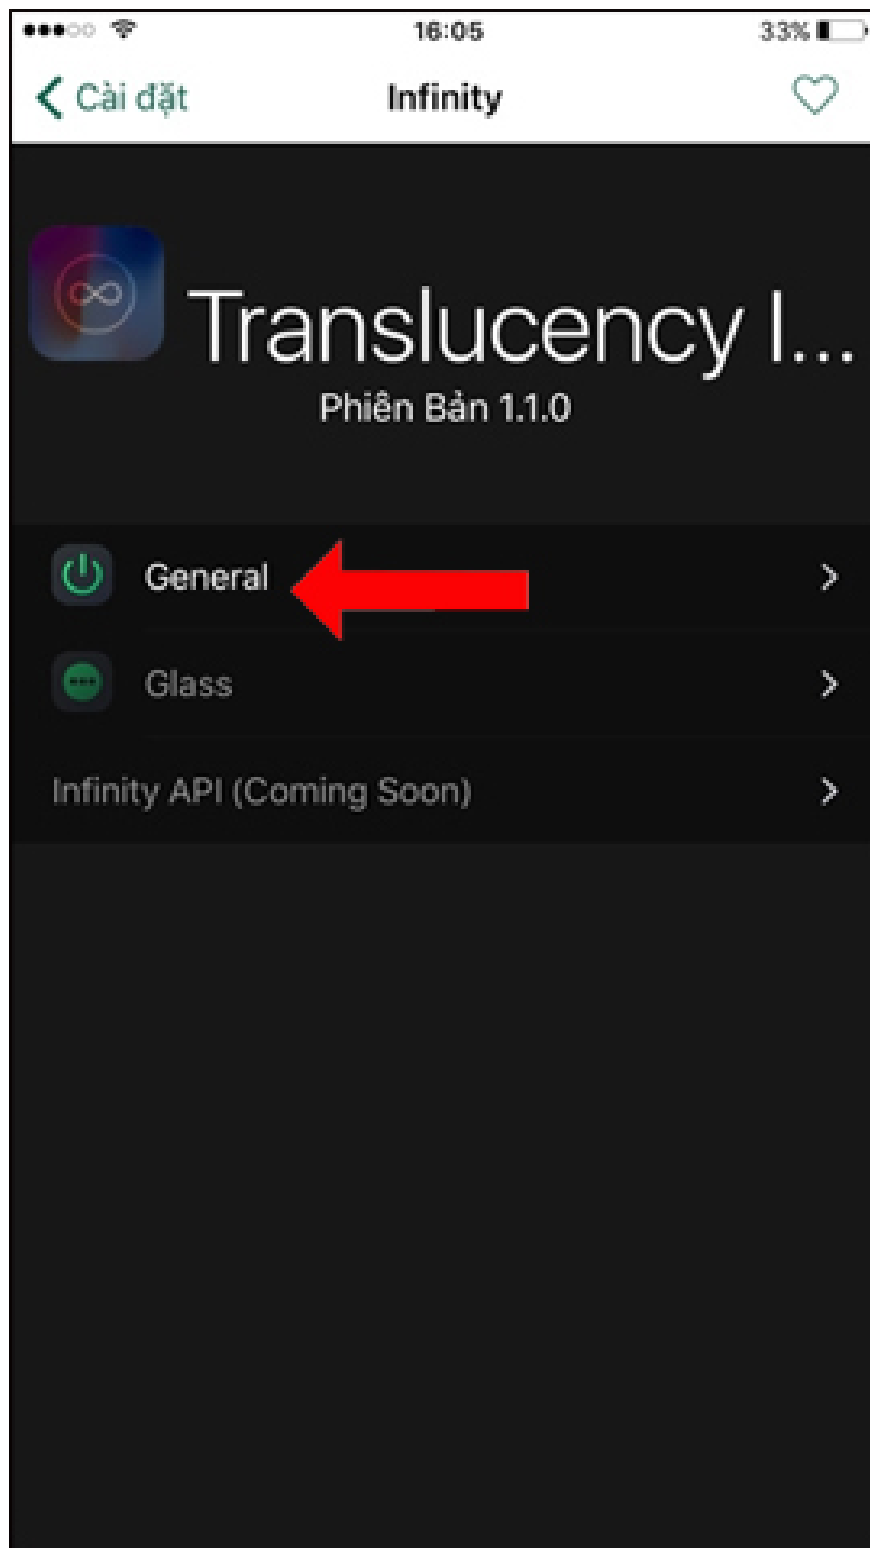 16:05 33%
Cài đặt Infinity
Translucency I...
Phiên Bản 1.1.0
General
Glass
Infinity API (Coming Soon)